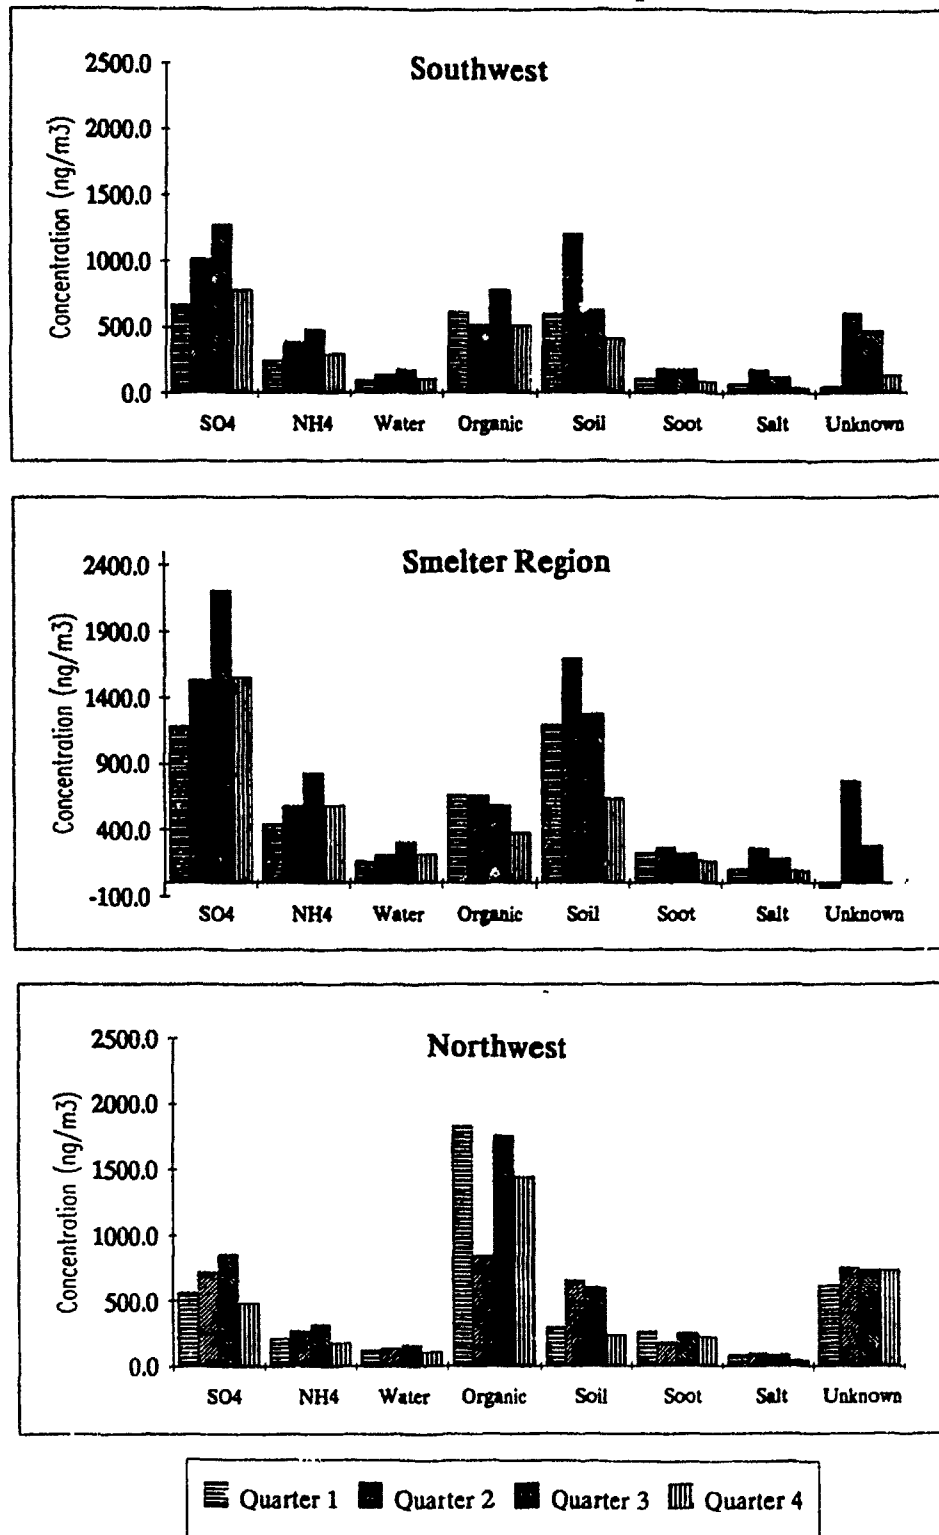 Southwest
Concentration (ng/m3)
2500.0
2000.0
1500.0
1000.0
500.0
0.0
SO4 NH4 Water Organic Soil Soot Salt Unknown
Smelter Region
Concentration (ng/m3)
2400.0
1900.0
1400.0
900.0
400.0
-100.0
SO4 NH4 Water Organic Soil Soot Salt Unknown
Northwest
Concentration (ng/m3)
2500.0
2000.0
1500.0
1000.0
500.0
0.0
SO4 NH4 Water Organic Soil Soot Salt Unknown
Quarter 1 Quarter 2 Quarter 3 Quarter 4